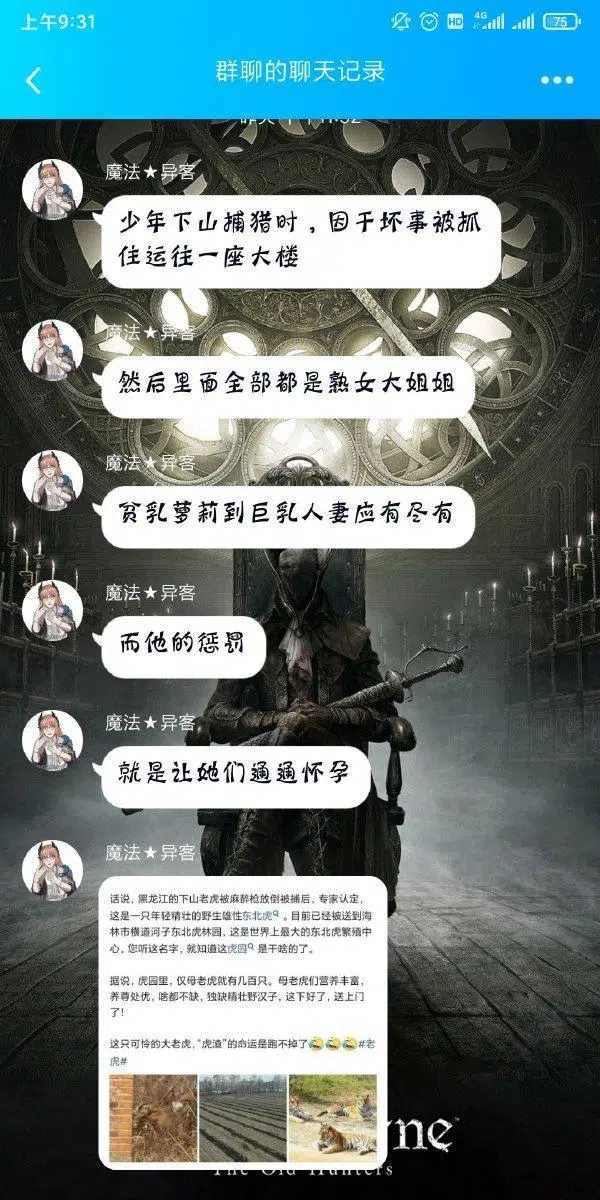 上午9:31
HD
4G
75
群聊的聊天记录
魔法★异客
少年下山捕猎时，因干坏事被抓
住运往一座大楼
魔法★异客
然后里面全部都是熟女大姐姐
魔法★异客
贫乳萝莉到巨乳人妻应有尽有
魔法★异客
而他的惩罚
魔法★异客
就是让她们通通怀孕
魔法★异客
话说，黑龙江的下山老虎被麻醉枪放倒被捕后，专家认定，
这是一只年轻精壮的野生雄性东北虎。目前已经被送到海
林市横道河子东北虎林园，这是世界上最大的东北虎繁殖中
心。您听这名字，就知道这虎园是干啥的了。
据说，虎园里，仅母老虎就有几百只。母老虎们营养丰富，
养尊处优，啥都不缺，独缺精壮野汉子，这下好了，送上门
了！
这只可怜的大老虎，“虎渣”的命运是跑不掉了😂😂😂#老
虎#
yne
The Old Hunters